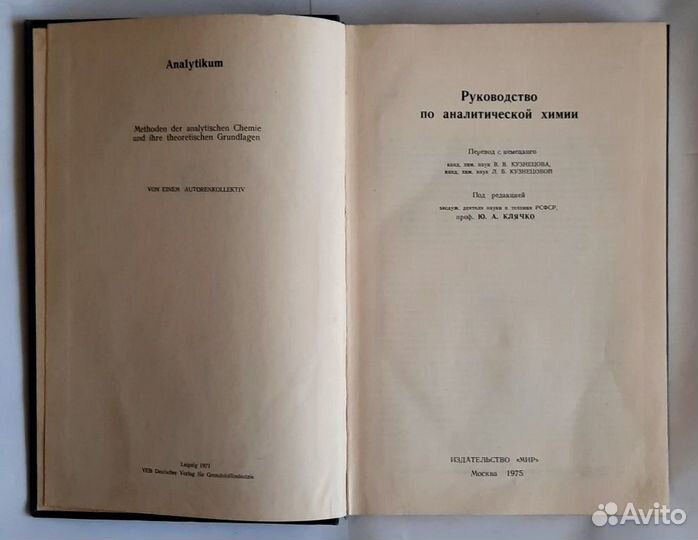 Analytikum
Methoden der analytischen Chemie
und ihre theoretischen Grundlagen
VON EINEM AUTORENKOLLEKTIV
Leipzig 1971
VEB Deutscher Verlag für Grundstoffindustrie
Руководство
по аналитической химии
Перевод с немецкого
канд. хим. наук В. В. КУЗНЕЦОВА,
канд. хим. наук Л. Б. КУЗНЕЦОВОЙ
Под редакцией
заслуж. деятеля науки и техники РСФСР,
проф. Ю. А. КЛЯЧКО
ИЗДАТЕЛЬСТВО «МИР»
Москва 1975
Avito